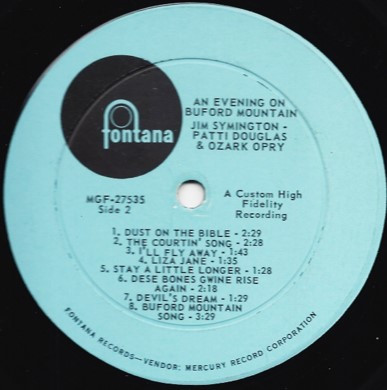 fontana
AN EVENING ON
BUFORD MOUNTAIN
JIM SYMINGTON -
PATTI DOUGLAS
& OZARK OPRY
MGF-27535
Side 2
A Custom High
Fidelity
Recording
1. DUST ON THE BIBLE - 2:29
2. THE COURTIN' SONG - 2:28
3. I'LL FLY AWAY - 1:43
4. LIZA JANE - 1:35
5. STAY A LITTLE LONGER - 1:28
6. DESE BONES GWINE RISE
AGAIN - 2:18
7. DEVIL'S DREAM - 1:29
8. BUFORD MOUNTAIN
SONG - 3:29
FONTANA RECORDS—VENDOR: MERCURY RECORD CORPORATION